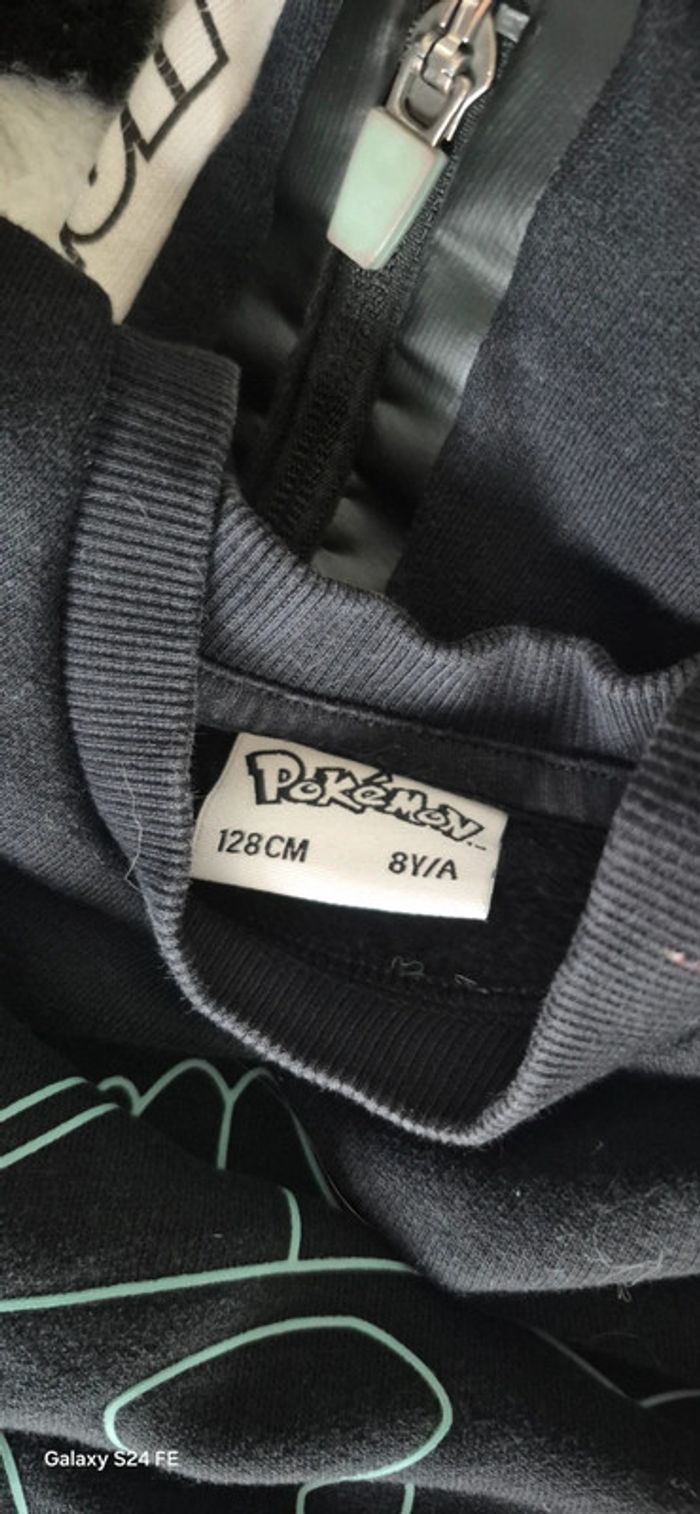 Pokémon
128CM 8Y/A
Galaxy S24 FE